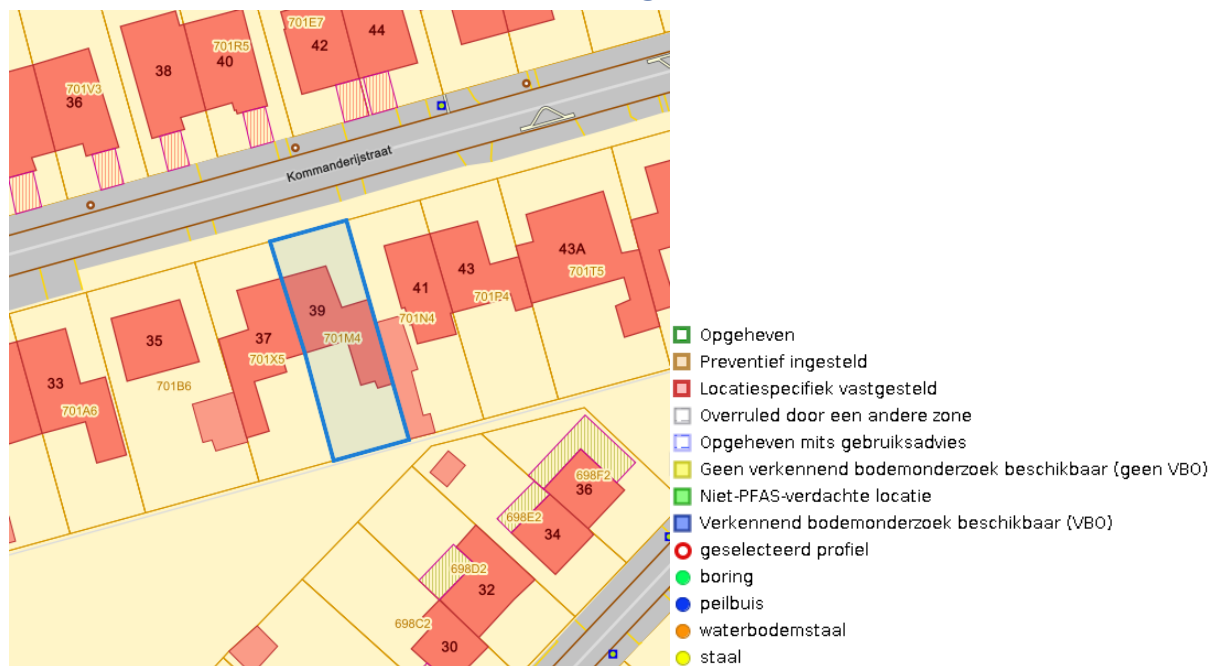 701E7
44
42
701R5
38
40
701V3
36
Kommanderijstraat
43A
701T5
43
701P4
41
701N4
39
701M4
37
701X5
35
701B6
33
701A6
698F2
36
698E2
34
698D2
32
698C2
30
Opgeheven
Preventief ingesteld
Locatiespecifiek vastgesteld
Overruled door een andere zone
Opgeheven mits gebruiksadvies
Geen verkennend bodemonderzoek beschikbaar (geen VBO)
Niet-PFAS-verdachte locatie
Verkennend bodemonderzoek beschikbaar (VBO)
geselecteerd profiel
boring
peilbuis
waterbodemstaal
staal